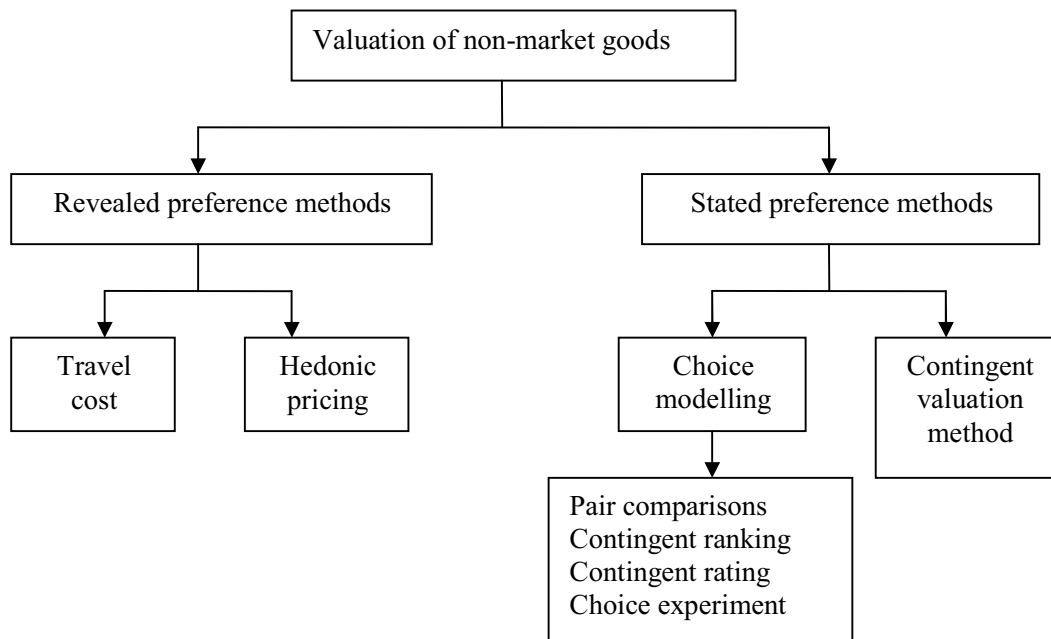 Valuation of non-market goods
Revealed preference methods
Stated preference methods
Travel
cost
Hedonic
pricing
Choice
modelling
Contingent
valuation
method
Pair comparisons
Contingent ranking
Contingent rating
Choice experiment